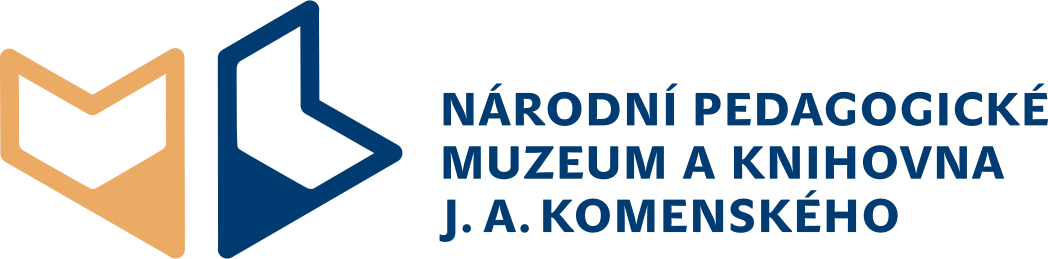 NÁRODNÍ PEDAGOGICKÉ
MUZEUM A KNIHOVNA
J. A. KOMENSKÉHO